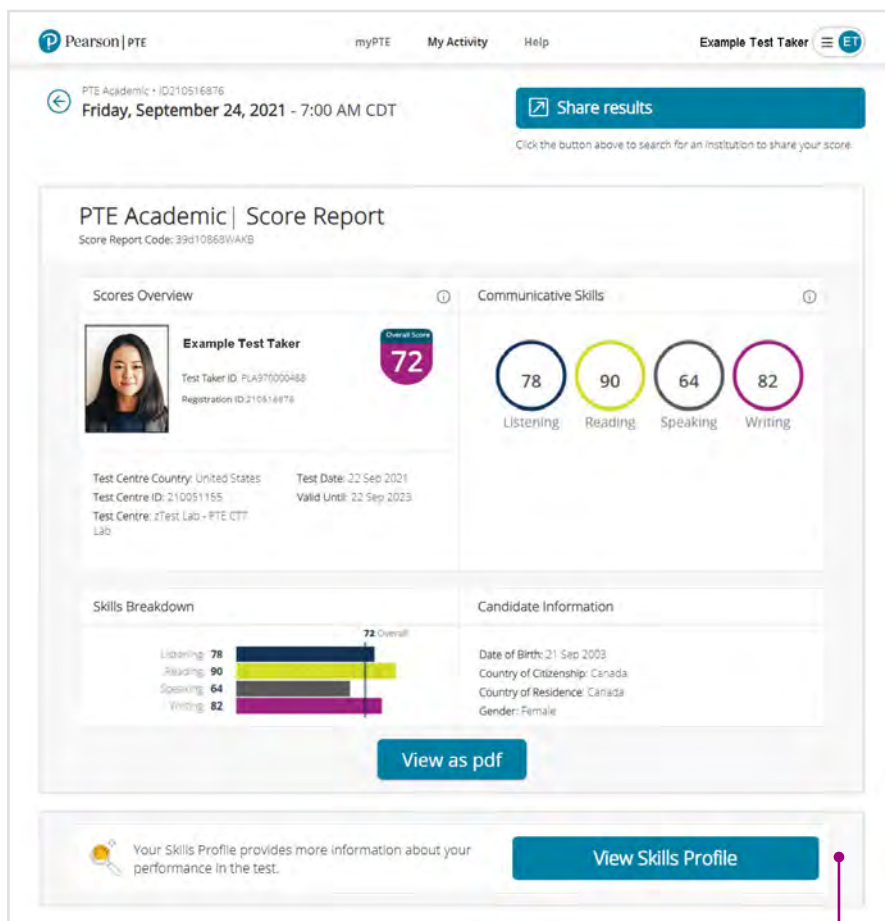 Pearson | PTE
myPTE
My Activity
Help
Example Test Taker
ET
PTE Academic • ID210516876
Friday, September 24, 2021 - 7:00 AM CDT
Share results
Click the button above to search for an institution to share your score.
PTE Academic | Score Report
Score Report Code: 39d10868WAKB
Scores Overview
Example Test Taker
Test Taker ID: PLA970000468
Registration ID:210516876
Overall Score
72
Test Centre Country: United States
Test Date: 22 Sep 2021
Test Centre ID: 210051155
Valid Until: 22 Sep 2023
Test Centre: zTest Lab - PTE CTT
Lab
Communicative Skills
78
90
64
82
Listening
Reading
Speaking
Writing
Skills Breakdown
72 Overall
Listening 78
Reading 90
Speaking 64
Writing 82
Candidate Information
Date of Birth: 21 Sep 2003
Country of Citizenship: Canada
Country of Residence: Canada
Gender: Female
View as pdf
Your Skills Profile provides more information about your
performance in the test.
View Skills Profile